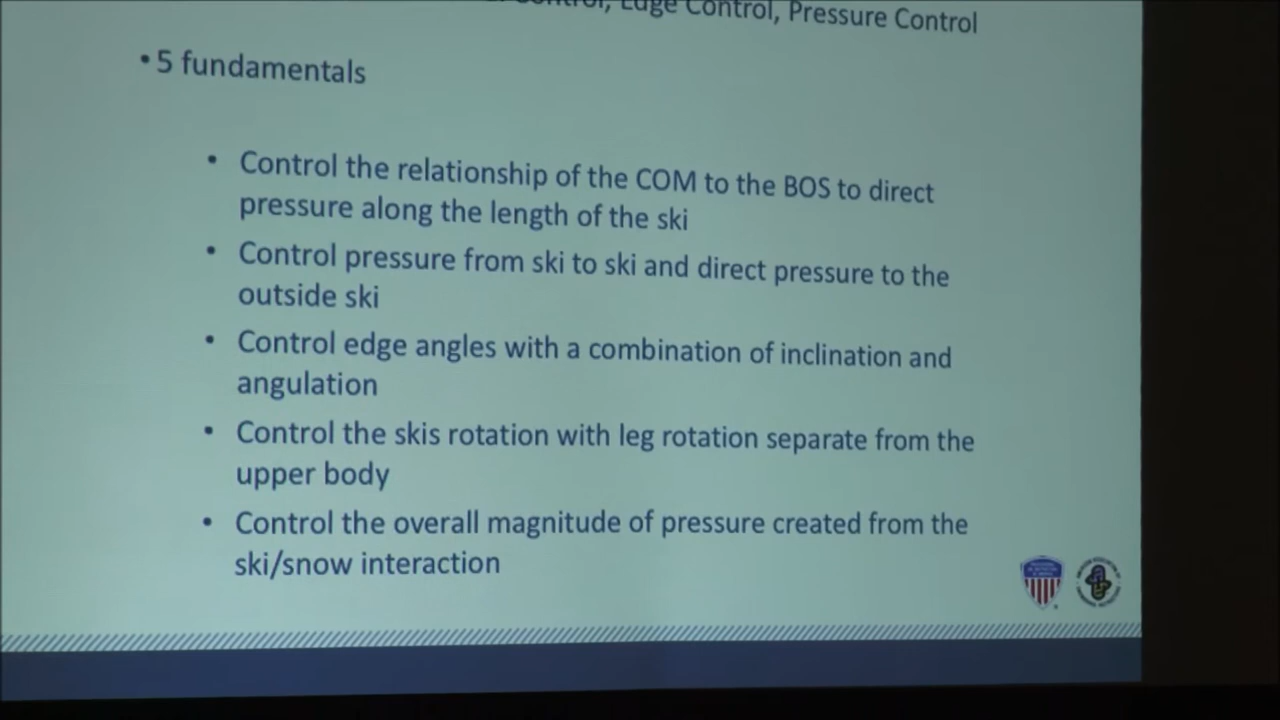 Control, Edge Control, Pressure Control
• 5 fundamentals
• Control the relationship of the COM to the BOS to direct
pressure along the length of the ski
• Control pressure from ski to ski and direct pressure to the
outside ski
• Control edge angles with a combination of inclination and
angulation
• Control the skis rotation with leg rotation separate from the
upper body
• Control the overall magnitude of pressure created from the
ski/snow interaction